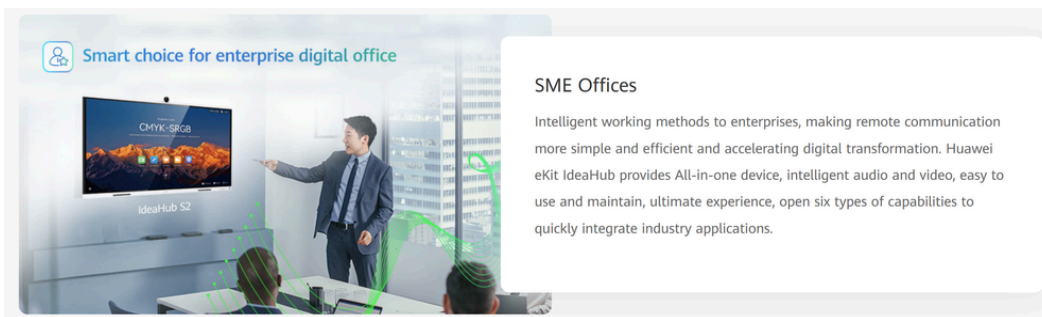 Smart choice for enterprise digital office
CMYK-SRGB
IdeaHub S2
SME Offices
Intelligent working methods to enterprises, making remote communication
more simple and efficient and accelerating digital transformation. Huawei
eKit IdeaHub provides All-in-one device, intelligent audio and video, easy to
use and maintain, ultimate experience, open six types of capabilities to
quickly integrate industry applications.